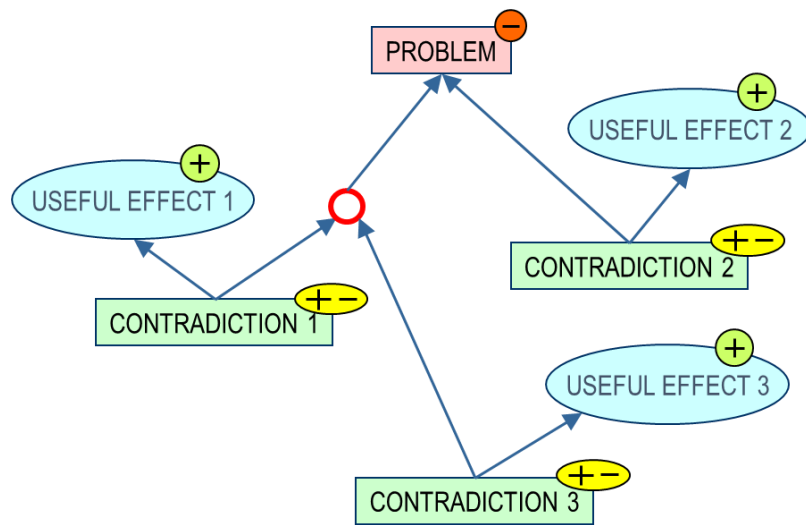 PROBLEM
−
USEFUL EFFECT 2
+
USEFUL EFFECT 1
+
CONTRADICTION 2
+ −
CONTRADICTION 1
+ −
USEFUL EFFECT 3
+
CONTRADICTION 3
+ −